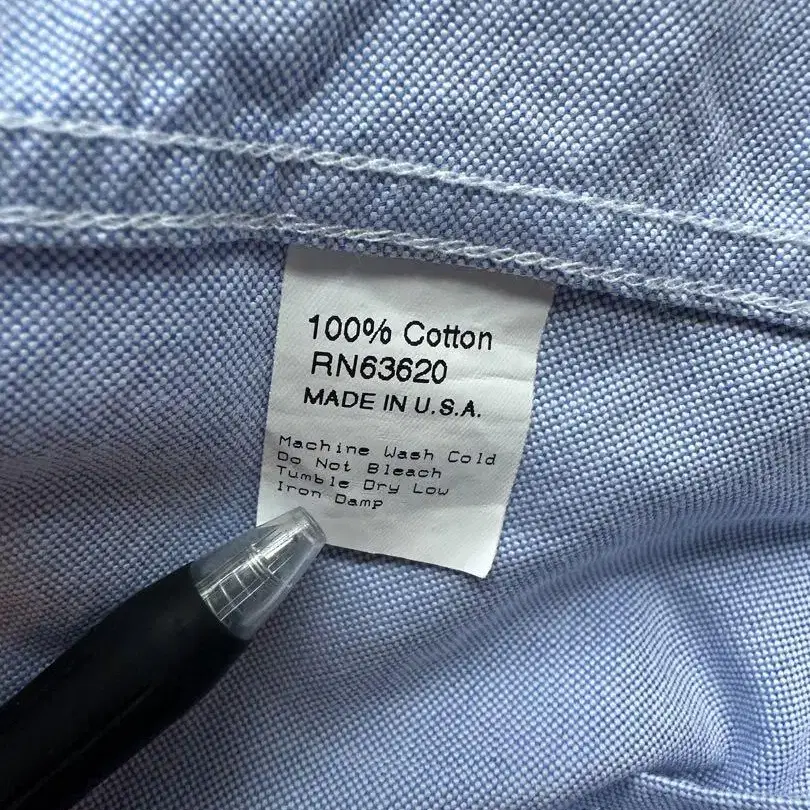 100% Cotton
RN63620
MADE IN U.S.A.
Machine Wash Cold
Do Not Bleach
Tumble Dry Low
Iron Damp